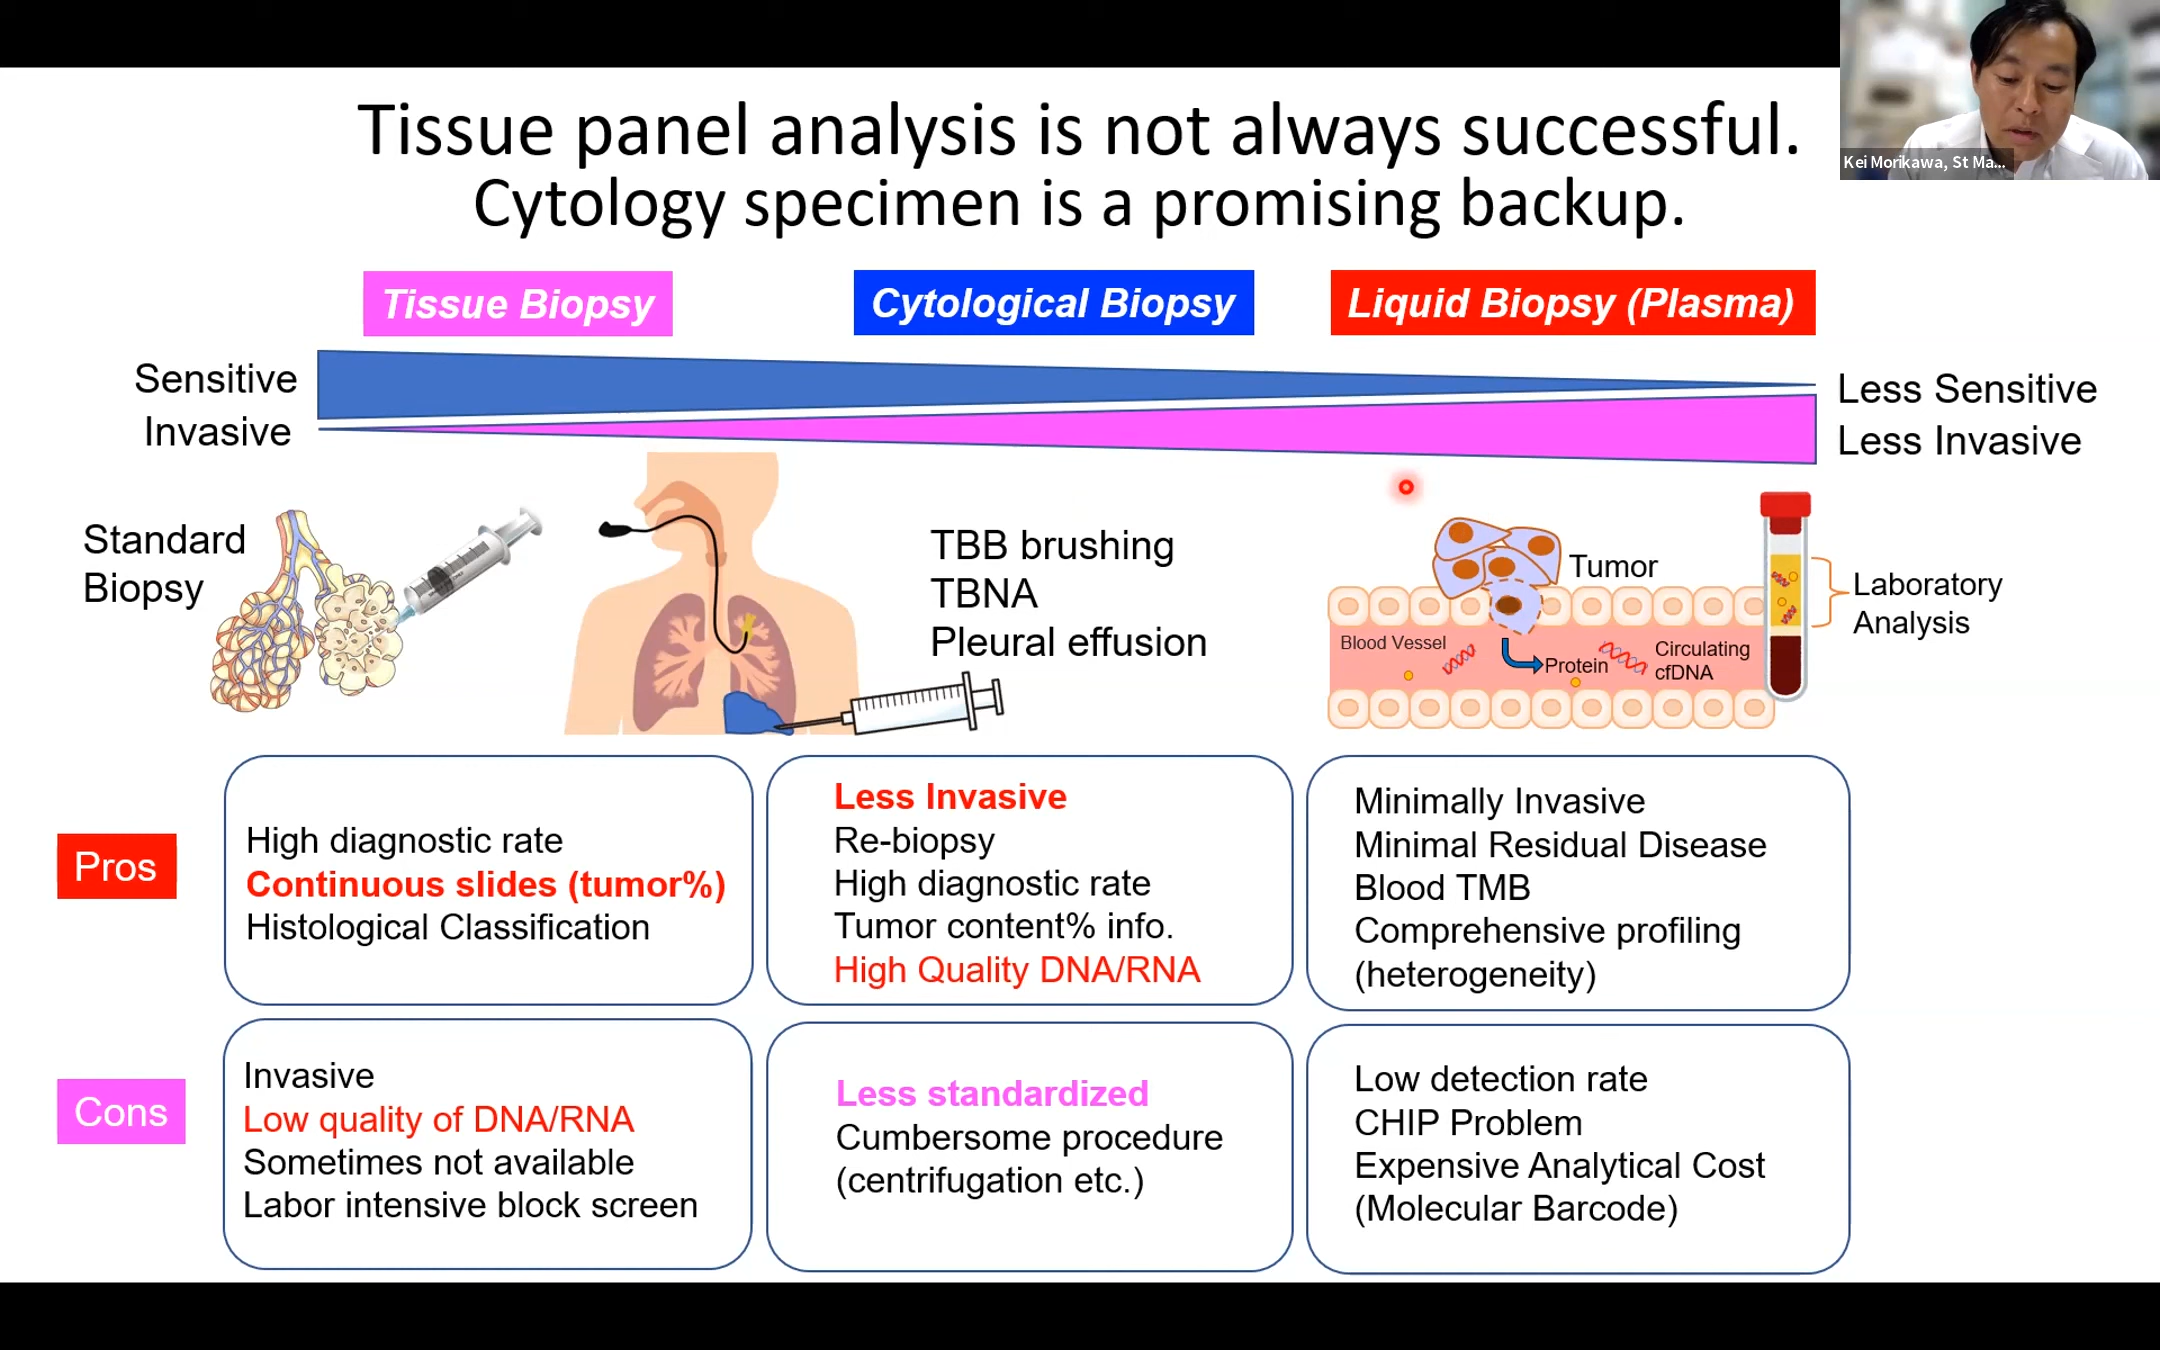 Tissue panel analysis is not always successful.
Cytology specimen is a promising backup.
Kei Morikawa, St Ma...
Tissue Biopsy
Cytological Biopsy
Liquid Biopsy (Plasma)
Sensitive
Invasive
Less Sensitive
Less Invasive
Standard
Biopsy
TBB brushing
TBNA
Pleural effusion
Tumor
Blood Vessel
Protein
Circulating
cfDNA
Laboratory
Analysis
Pros
High diagnostic rate
Continuous slides (tumor%)
Histological Classification
Less Invasive
Re-biopsy
High diagnostic rate
Tumor content% info.
High Quality DNA/RNA
Minimally Invasive
Minimal Residual Disease
Blood TMB
Comprehensive profiling
(heterogeneity)
Cons
Invasive
Low quality of DNA/RNA
Sometimes not available
Labor intensive block screen
Less standardized
Cumbersome procedure
(centrifugation etc.)
Low detection rate
CHIP Problem
Expensive Analytical Cost
(Molecular Barcode)